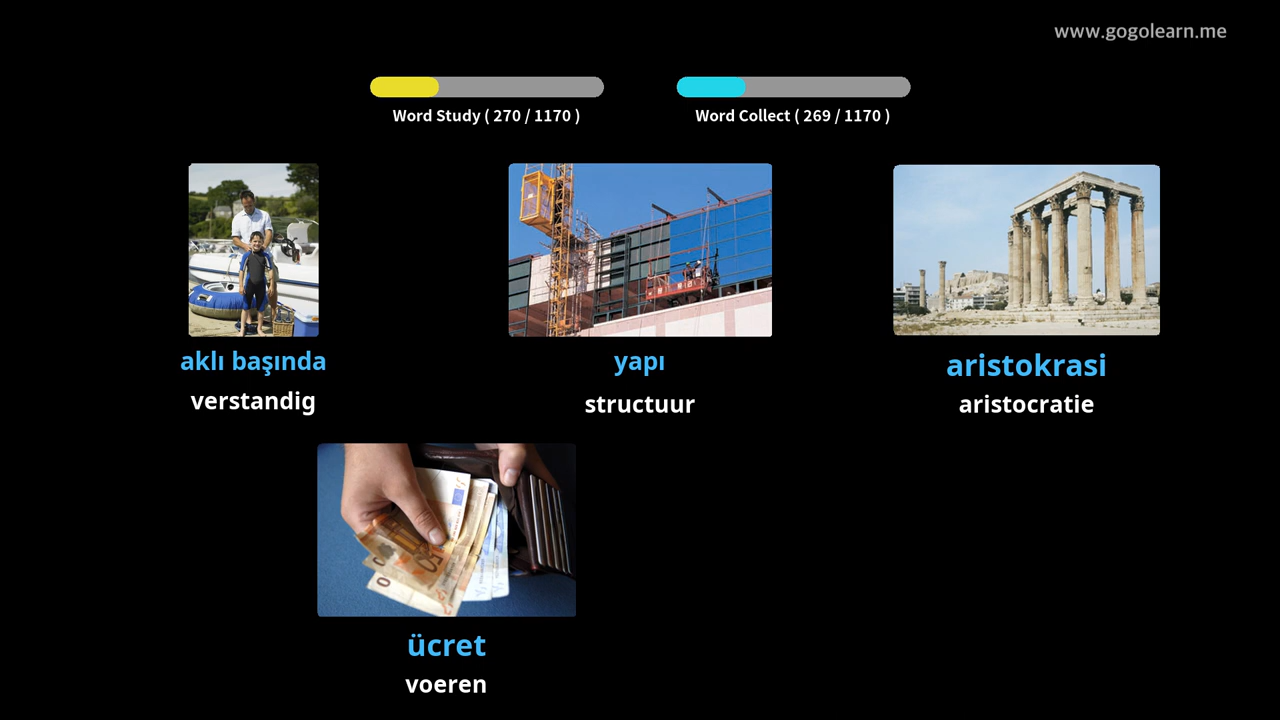 www.gogolearn.me
Word Study ( 270 / 1170 )
Word Collect ( 269 / 1170 )
aklı başında
verstandig
yapı
structuur
aristokrasi
aristocratie
50
ücret
voeren